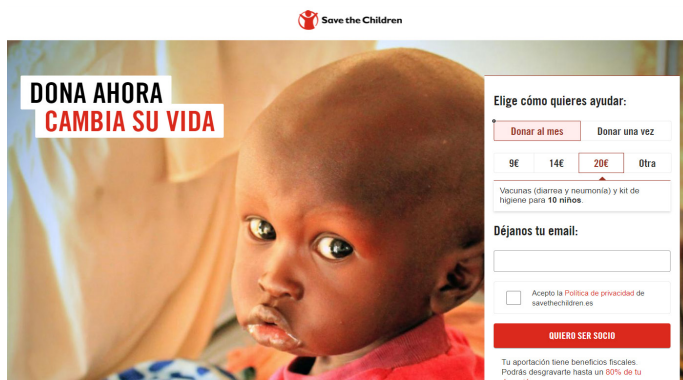 Save the Children
DONA AHORA
CAMBIA SU VIDA
Elige cómo quieres ayudar:
Donar al mes
Donar una vez
9€
14€
20€
Otra
Vacunas (diarrea y neumonía) y kit de
higiene para 10 niños.
Déjanos tu email:
Acepto la Política de privacidad de
savethechildren.es
QUIERO SER SOCIO
Tu aportación tiene beneficios fiscales.
Podrás desgravarte hasta un 80% de tu